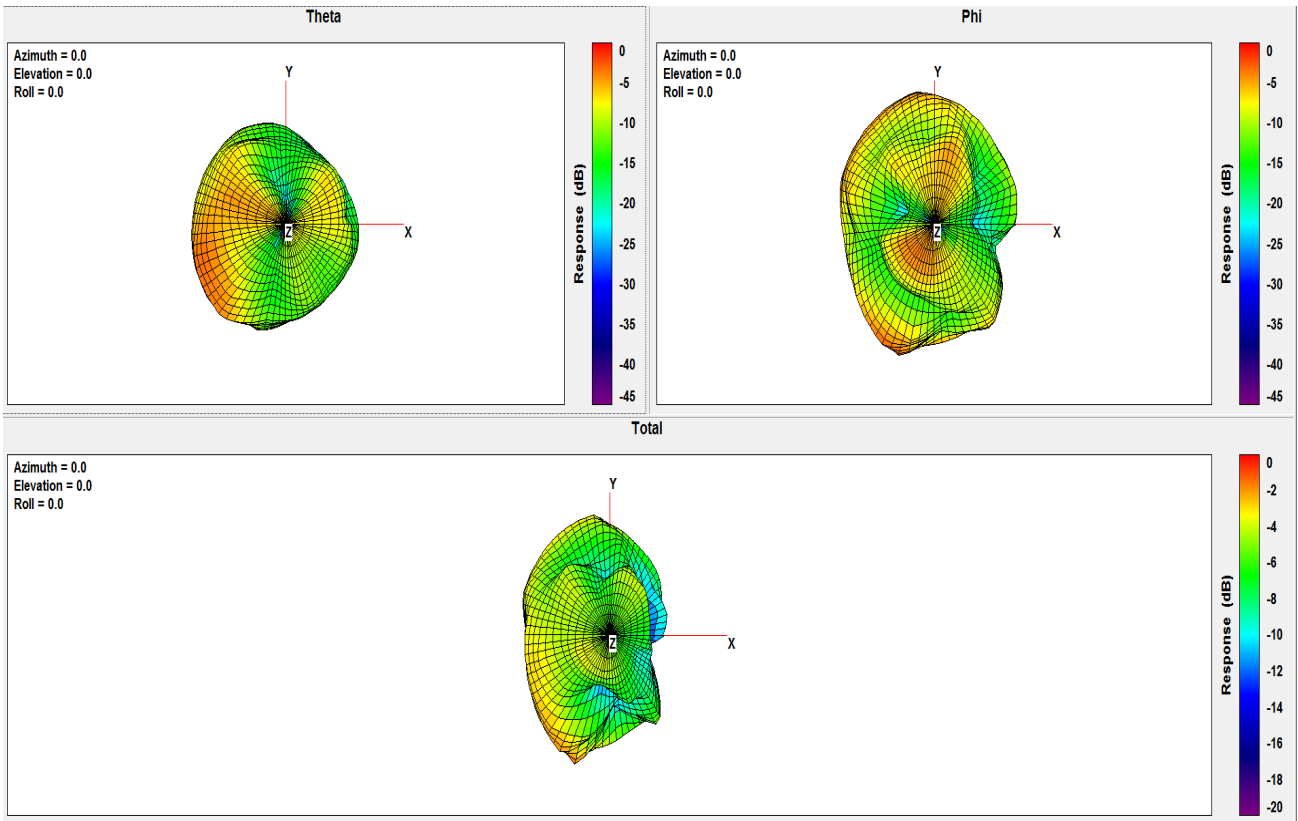 Theta
Azimuth = 0.0
Elevation = 0.0
Roll = 0.0
Y
X
Z
Response (dB)
0
-5
-10
-15
-20
-25
-30
-35
-40
-45
Phi
Azimuth = 0.0
Elevation = 0.0
Roll = 0.0
Y
X
Z
Response (dB)
0
-5
-10
-15
-20
-25
-30
-35
-40
-45
Total
Azimuth = 0.0
Elevation = 0.0
Roll = 0.0
Y
X
Z
Response (dB)
0
-2
-4
-6
-8
-10
-12
-14
-16
-18
-20